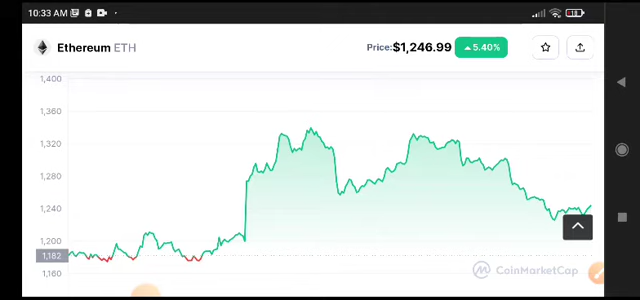 10:33 AM
18
Ethereum ETH
Price: $1,246.99 5.40%
1,400
1,360
1,320
1,280
1,240
1,200
1,182
1,160
CoinMarketCap